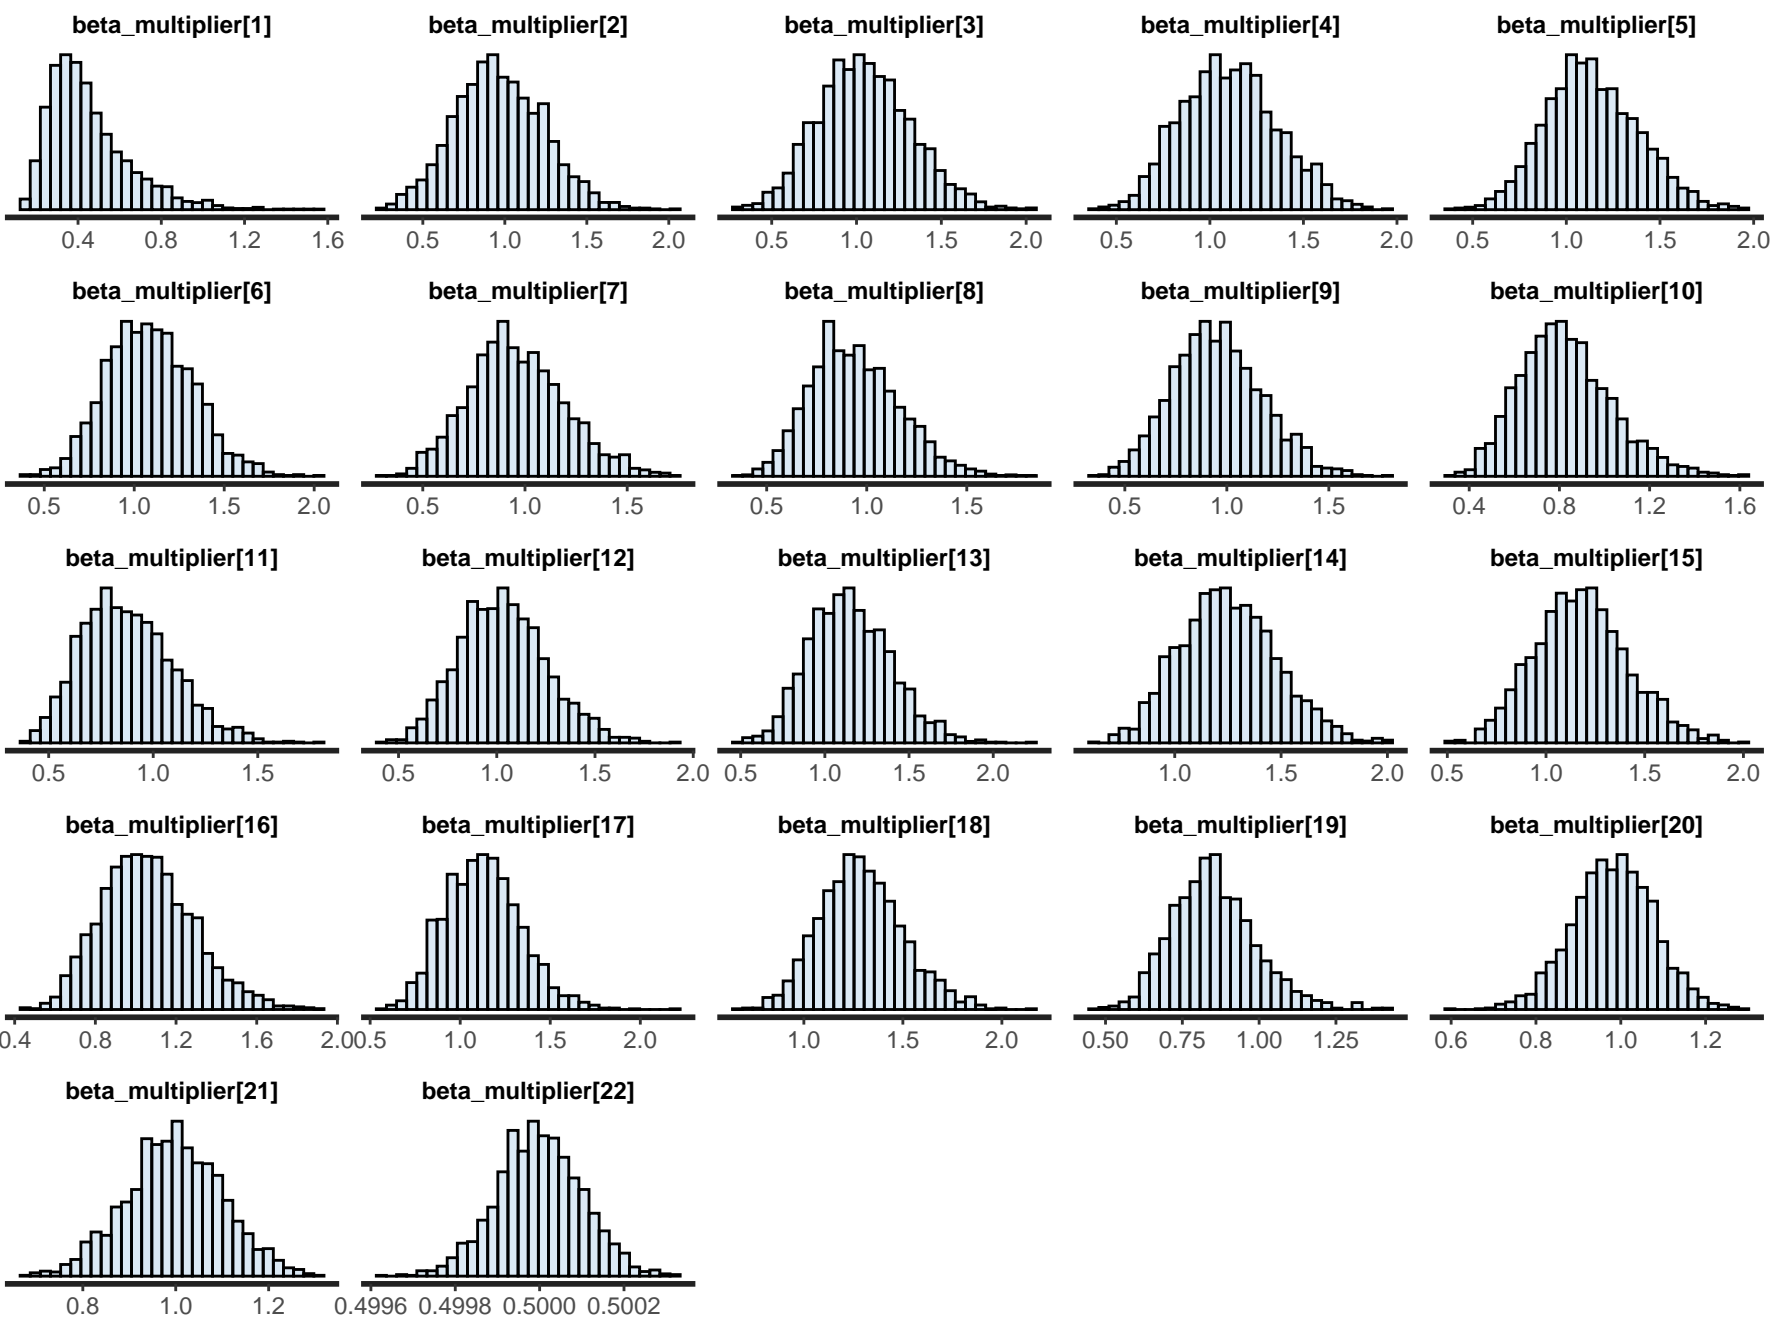 beta_multiplier[1] beta_multiplier[2] beta_multiplier[3] beta_multiplier[4] beta_multiplier[5]
0.4 0.8 1.2 1.6 0.5 1.0 1.5 2.0 0.5 1.0 1.5 2.0 0.5 1.0 1.5 2.0 0.5 1.0 1.5 2.0
beta_multiplier[6] beta_multiplier[7] beta_multiplier[8] beta_multiplier[9] beta_multiplier[10]
0.5 1.0 1.5 2.0 0.5 1.0 1.5 0.5 1.0 1.5 0.5 1.0 1.5 0.4 0.8 1.2 1.6
beta_multiplier[11] beta_multiplier[12] beta_multiplier[13] beta_multiplier[14] beta_multiplier[15]
0.5 1.0 1.5 0.5 1.0 1.5 2.0 0.5 1.0 1.5 2.0 1.0 1.5 2.0 0.5 1.0 1.5 2.0
beta_multiplier[16] beta_multiplier[17] beta_multiplier[18] beta_multiplier[19] beta_multiplier[20]
0.4 0.8 1.2 1.6 2.0 0.5 1.0 1.5 2.0 1.0 1.5 2.0 0.50 0.75 1.00 1.25 0.6 0.8 1.0 1.2
beta_multiplier[21] beta_multiplier[22]
0.8 1.0 1.2 0.4996 0.4998 0.5000 0.5002